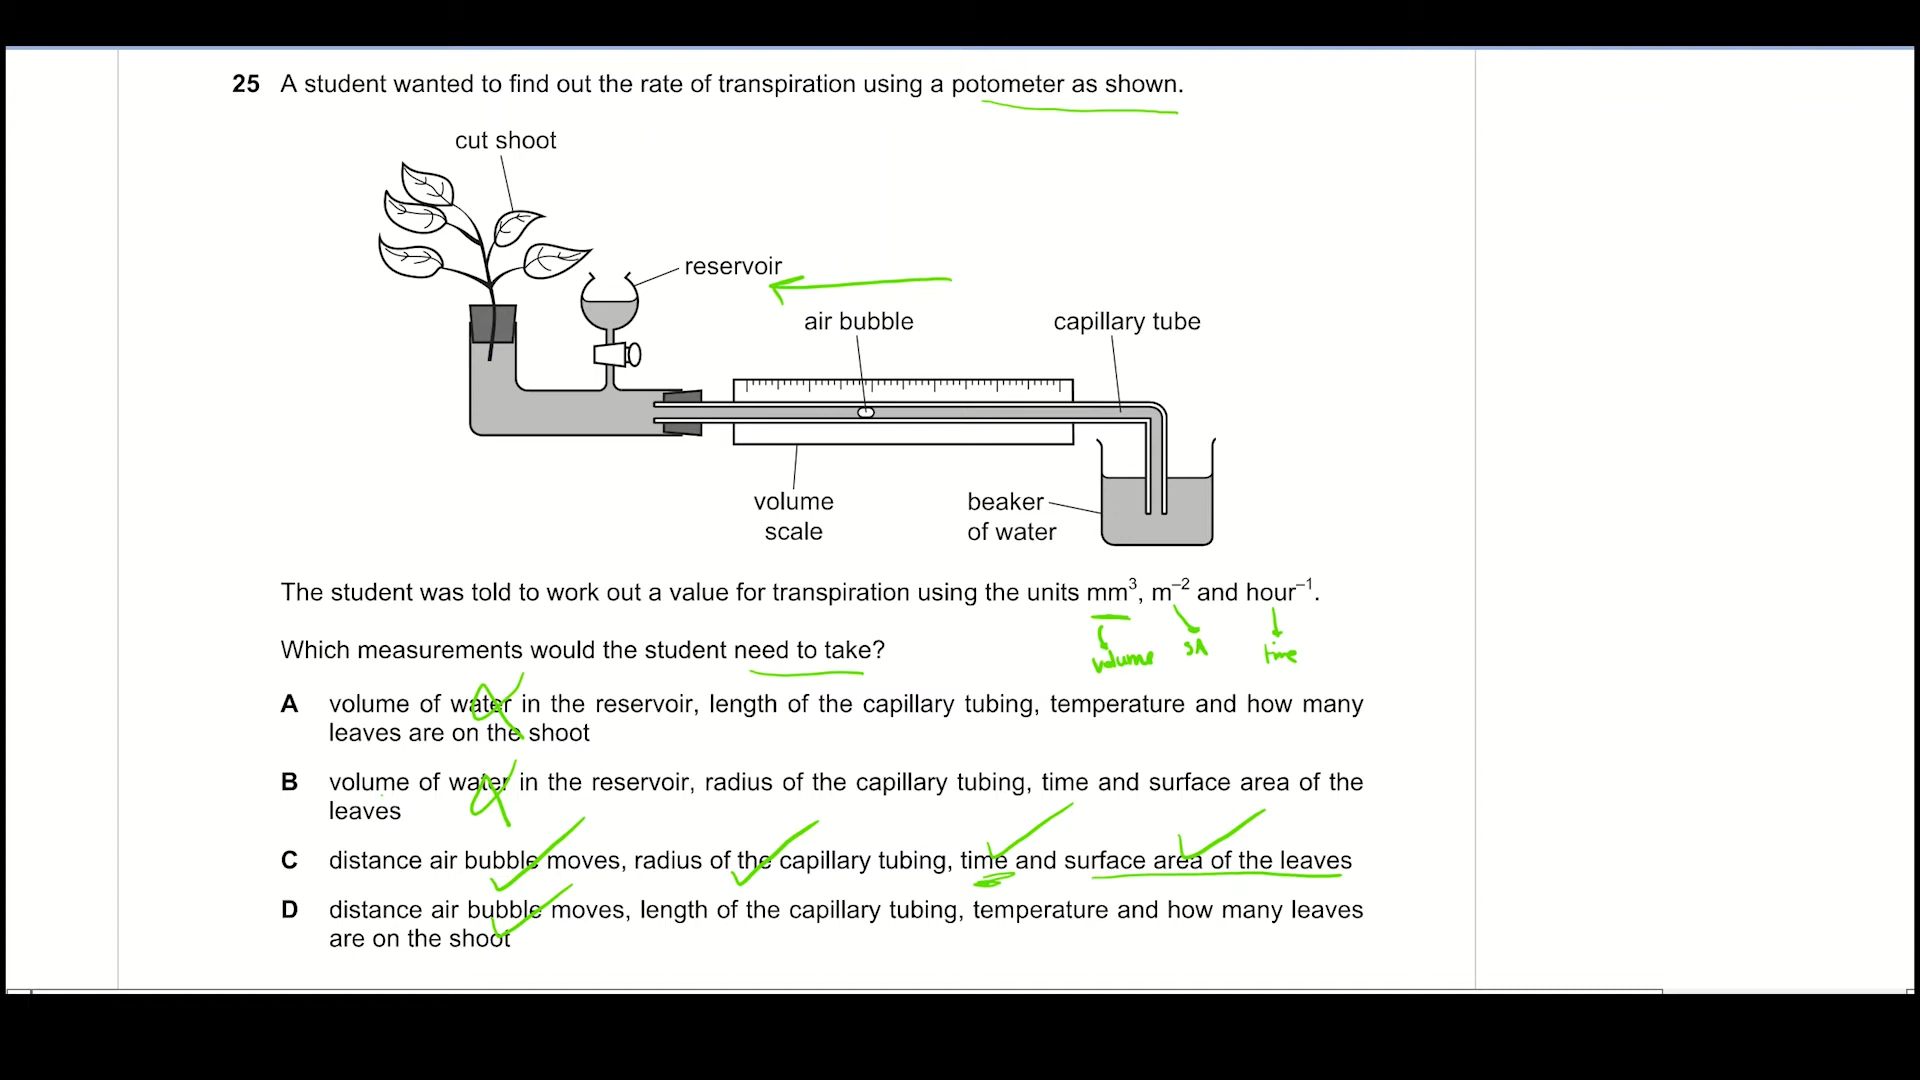 25 A student wanted to find out the rate of transpiration using a potometer as shown.
cut shoot
reservoir
air bubble
capillary tube
volume
scale
beaker
of water
The student was told to work out a value for transpiration using the units mm³, m⁻² and hour⁻¹.
volume SA time
Which measurements would the student need to take?
A volume of water in the reservoir, length of the capillary tubing, temperature and how many
leaves are on the shoot
B volume of water in the reservoir, radius of the capillary tubing, time and surface area of the
leaves
C distance air bubble moves, radius of the capillary tubing, time and surface area of the leaves
D distance air bubble moves, length of the capillary tubing, temperature and how many leaves
are on the shoot